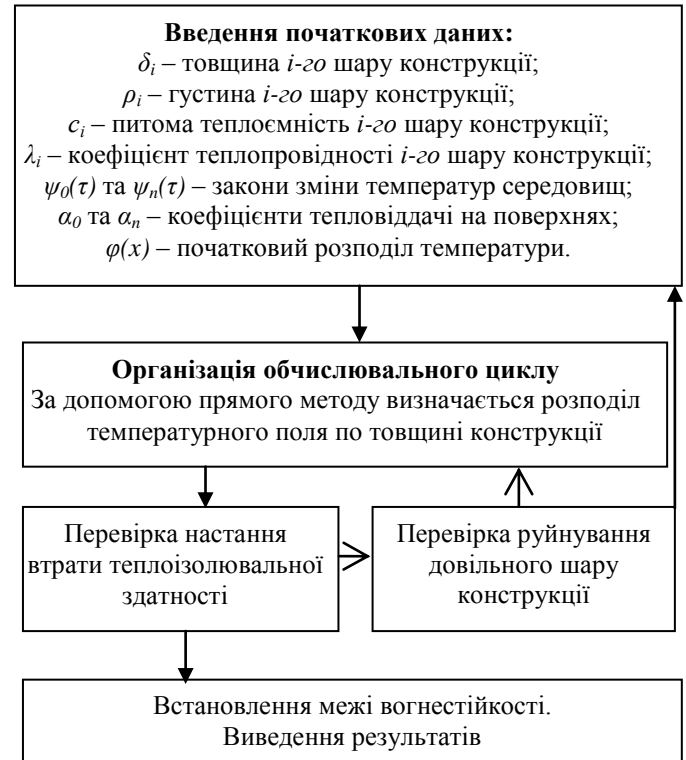 Введення початкових даних:
δi – товщина i-го шару конструкції;
ρi – густина i-го шару конструкції;
ci – питома теплоємність i-го шару конструкції;
λi – коефіцієнт теплопровідності i-го шару конструкції;
ψ0(τ) та ψn(τ) – закони зміни температур середовищ;
α0 та αn – коефіцієнти тепловіддачі на поверхнях;
φ(x) – початковий розподіл температури.
Організація обчислювального циклу
За допомогою прямого методу визначається розподіл
температурного поля по товщині конструкції
Перевірка настання
втрати теплоізолювальної
здатності
Перевірка руйнування
довільного шару
конструкції
Встановлення межі вогнестійкості.
Виведення результатів